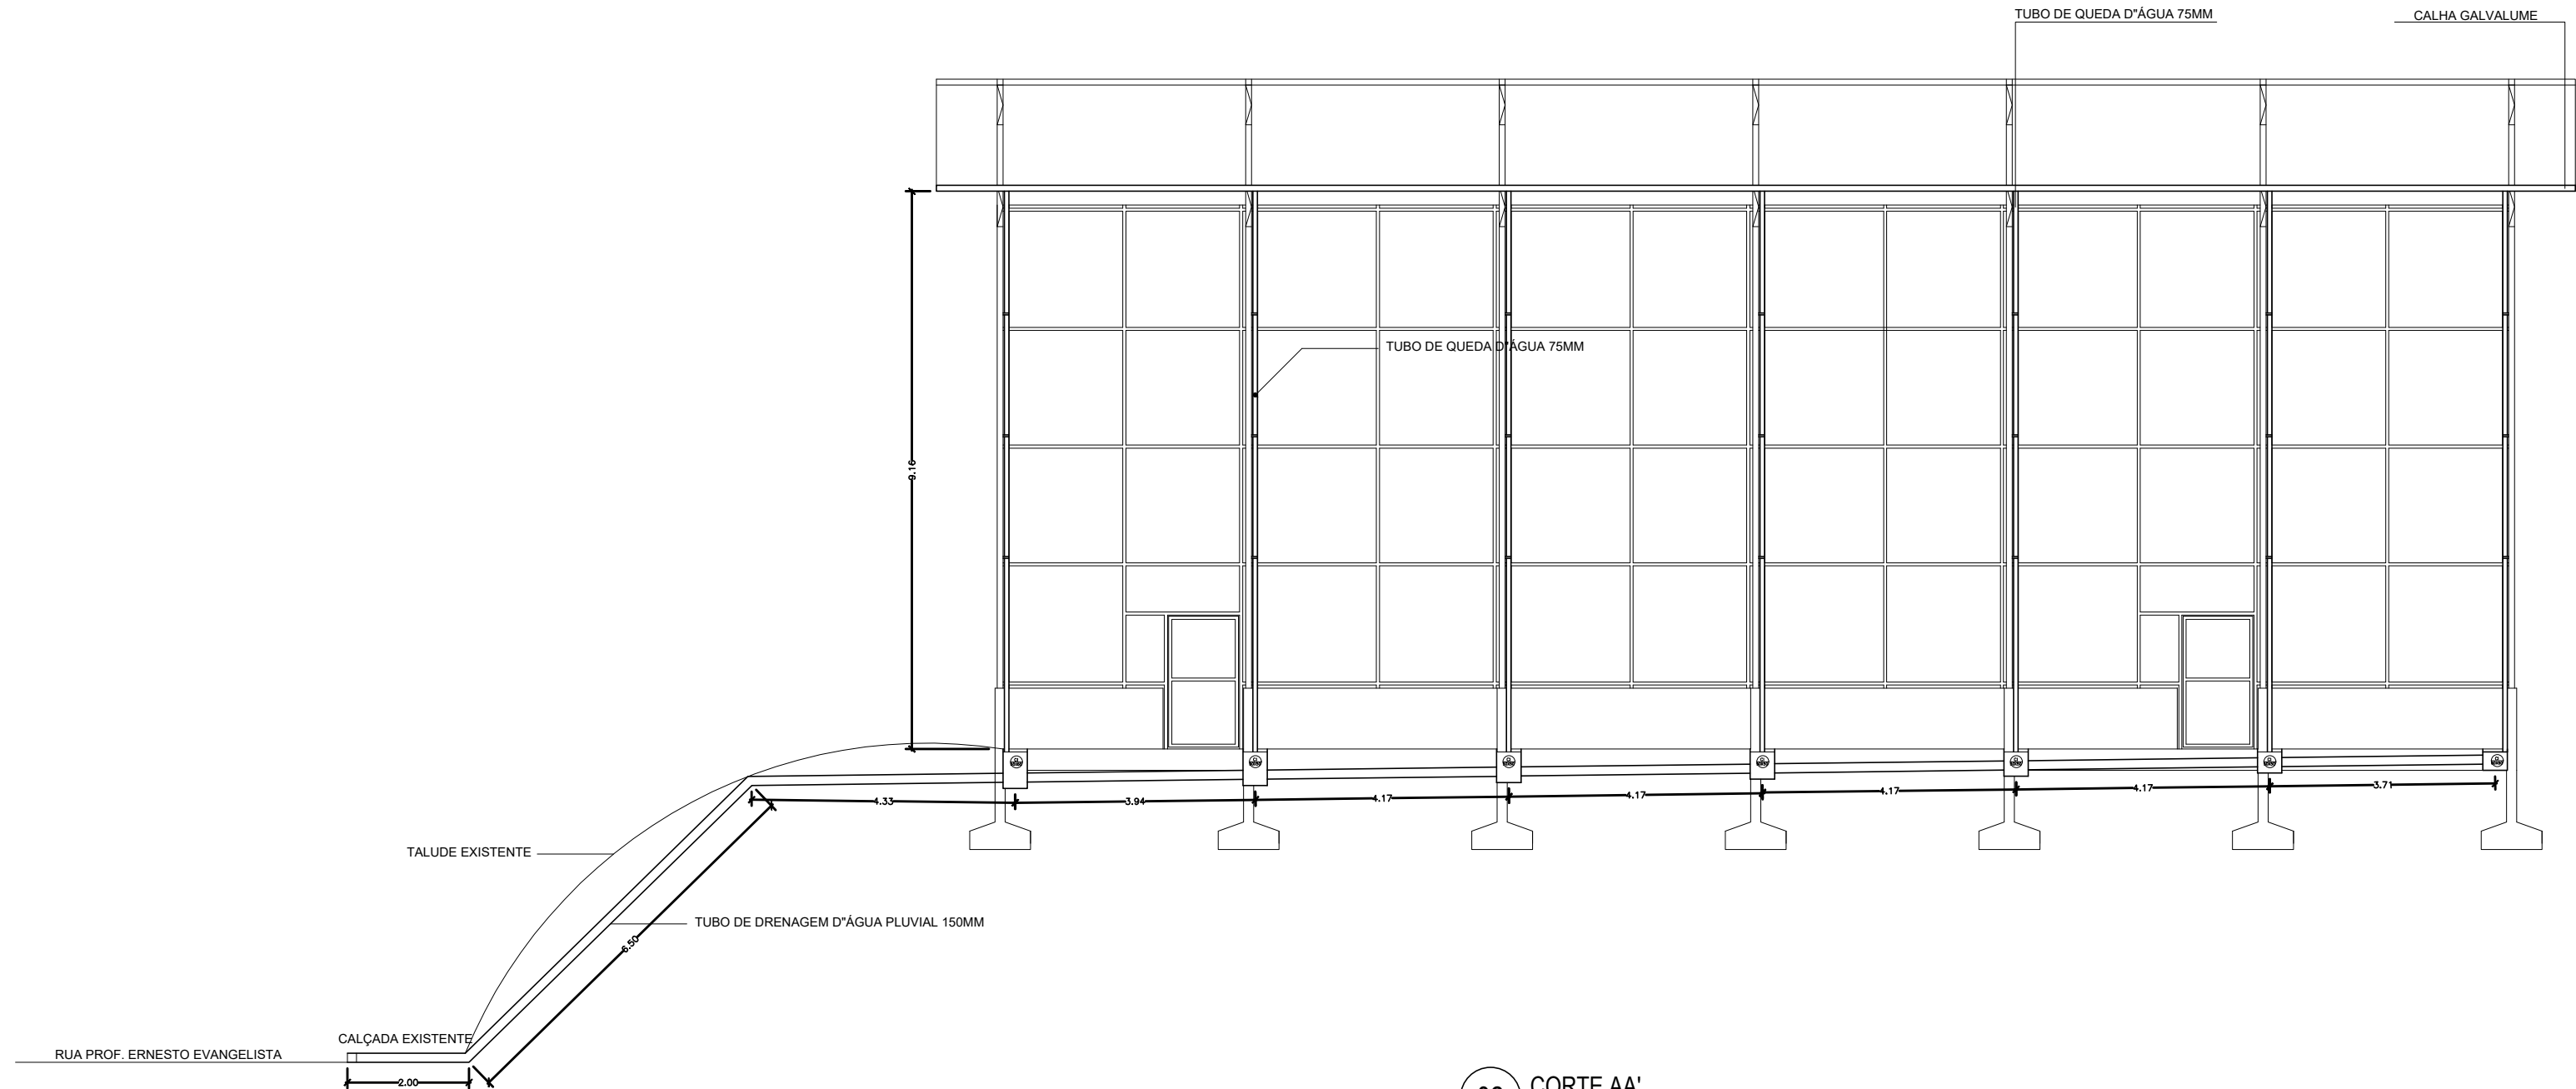 TUBO DE QUEDA D"ÁGUA 75MM
CALHA GALVALUME
TUBO DE QUEDA D"ÁGUA 75MM
9.16
4.33
3.94
4.17
4.17
4.17
4.17
3.71
TALUDE EXISTENTE
TUBO DE DRENAGEM D"ÁGUA PLUVIAL 150MM
6.50
CALÇADA EXISTENTE
RUA PROF. ERNESTO EVANGELISTA
2.00
CORTE AA'